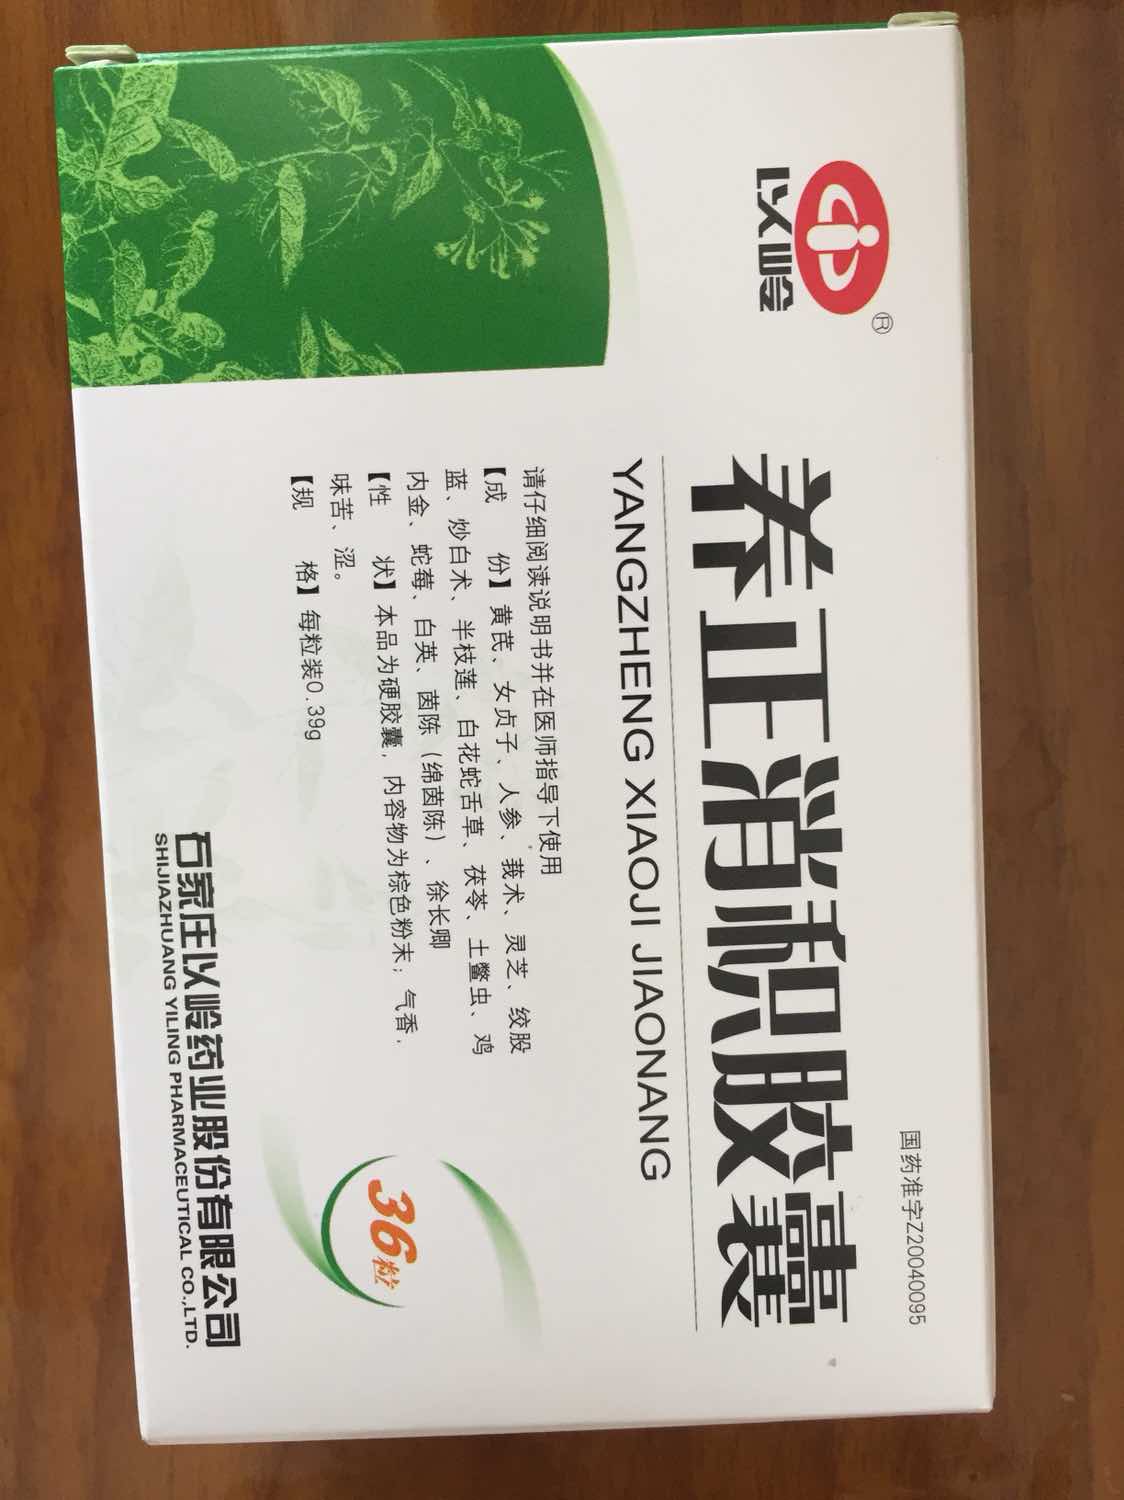 以岭
®
国药准字Z20040095
养正消积胶囊
YANGZHENG XIAOJI JIAONANG
请仔细阅读说明书并在医师指导下使用
【成　份】黄芪、女贞子、人参、莪术、灵芝、绞股
蓝、炒白术、半枝莲、白花蛇舌草、茯苓、土鳖虫、鸡
内金、蛇莓、白英、茵陈（绵茵陈）、徐长卿
【性　状】本品为硬胶囊，内容物为棕色粉末；气香，
味苦、涩。
【规　格】每粒装0.39g
36粒
石家庄以岭药业股份有限公司
SHIJIAZHUANG YILING PHARMACEUTICAL CO.,LTD.